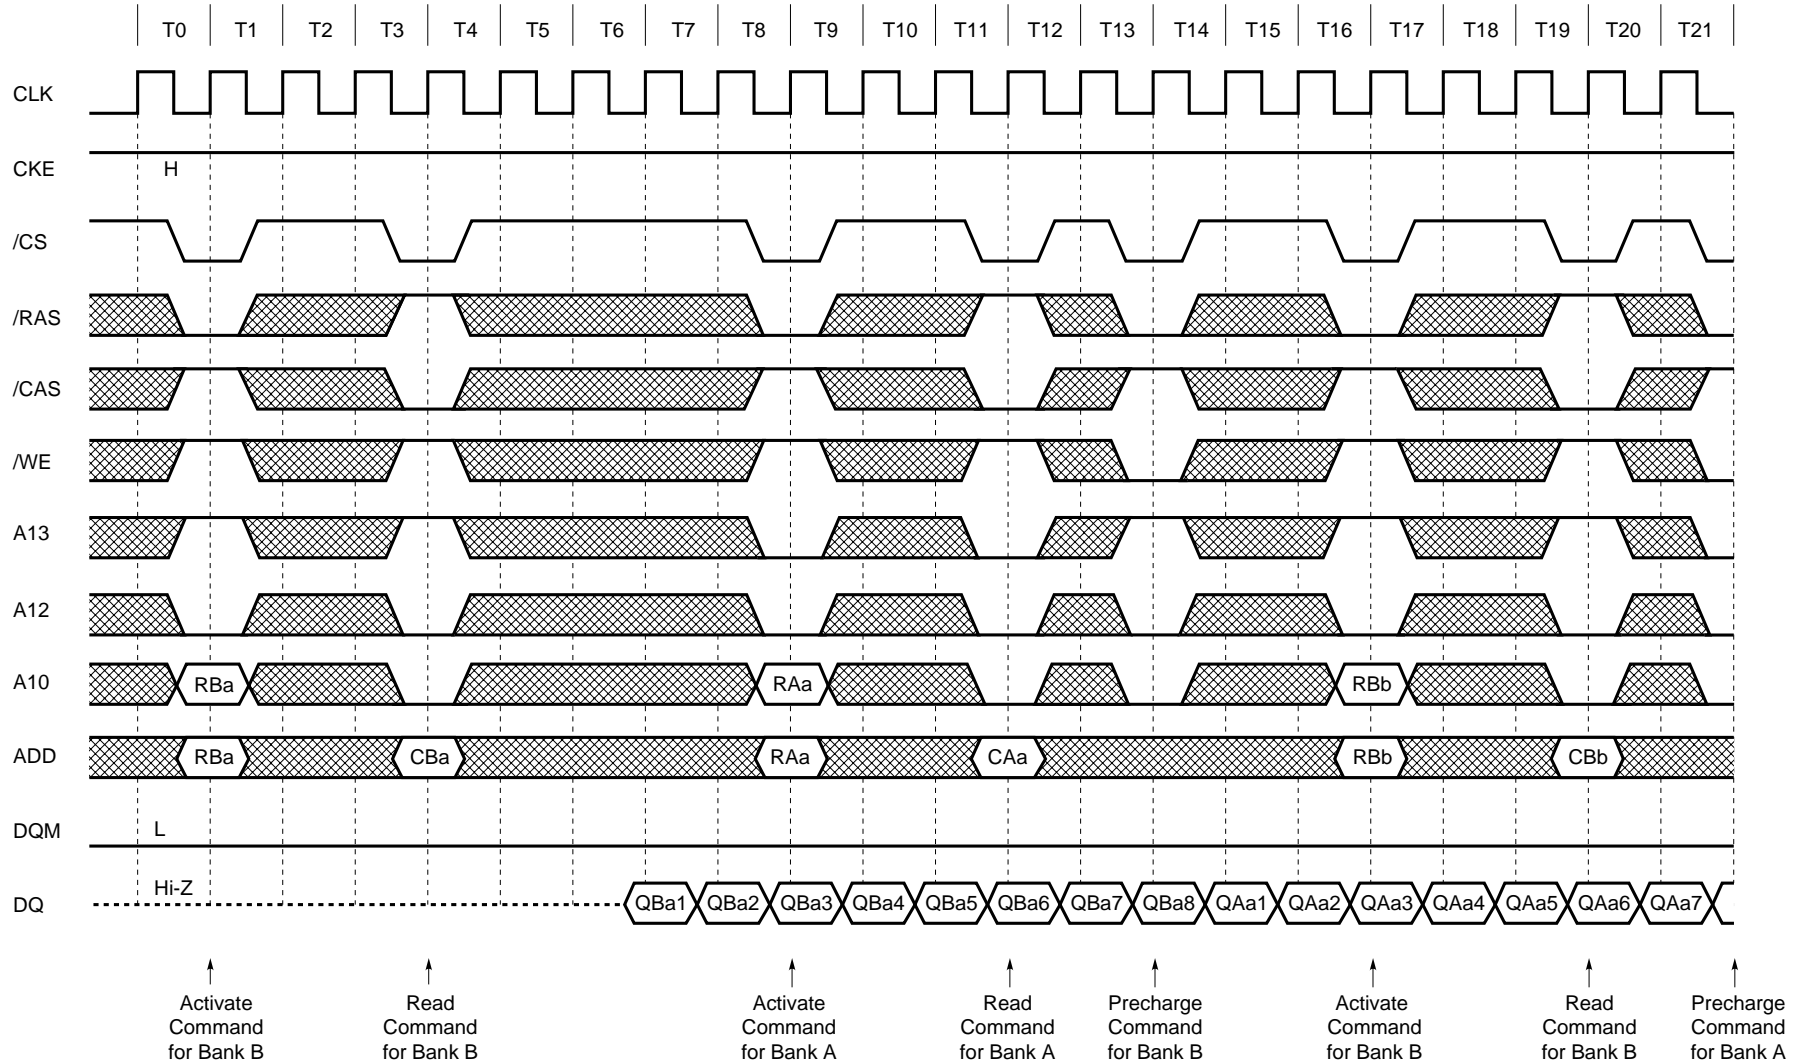 T0 T1 T2 T3 T4 T5 T6 T7 T8 T9 T10 T11 T12 T13 T14 T15 T16 T17 T18 T19 T20 T21
CLK
CKE H
/CS
/RAS
/CAS
/WE
A13
A12
A10 RBa RAa RBb
ADD RBa CBa RAa CAa RBb CBb
DQM L
Hi-Z
DQ QBa1 QBa2 QBa3 QBa4 QBa5 QBa6 QBa7 QBa8 QAa1 QAa2 QAa3 QAa4 QAa5 QAa6 QAa7
Activate
Command
for Bank B
Read
Command
for Bank B
Activate
Command
for Bank A
Read
Command
for Bank A
Precharge
Command
for Bank B
Activate
Command
for Bank B
Read
Command
for Bank B
Precharge
Command
for Bank A